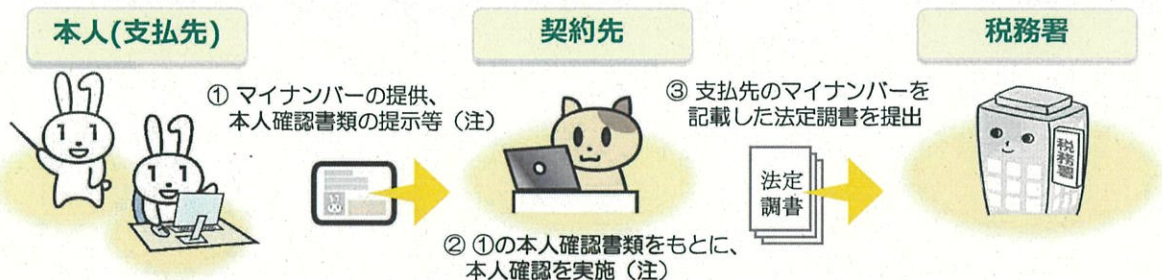 本人(支払先)
契約先
税務署
① マイナンバーの提供、
本人確認書類の提示等（注）
③ 支払先のマイナンバーを
記載した法定調書を提出
税務署
法定
調書
② ①の本人確認書類をもとに、
本人確認を実施（注）